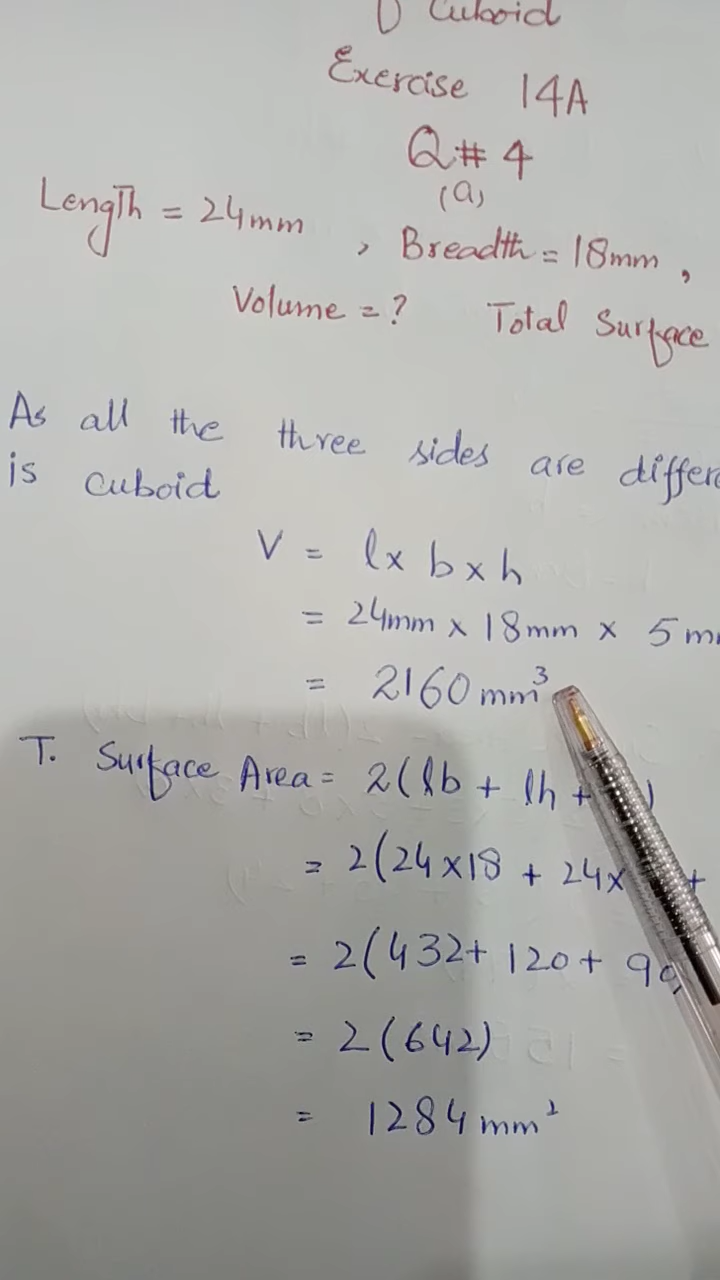 1) Cuboid
Exercise 14A
Q # 4
(a)
Length = 24mm , Breadth = 18mm ,
Volume = ? Total Surface
As all the three sides are
is cuboid
V = l x b x h
= 24mm x 18mm x 5
= 2160 mm³
T. Surface Area = 2(lb + lh + )
= 2(24x18 + 24x +
= 2(432 + 120 + 90
= 2(642)
= 1284 mm²